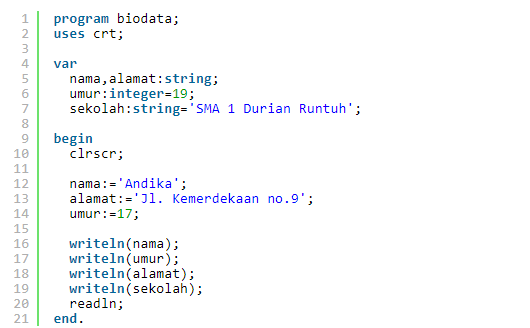 1 program biodata;
2 uses crt;
3
4 var
5   nama,alamat:string;
6   umur:integer=19;
7   sekolah:string='SMA 1 Durian Runtuh';
8
9 begin
10   clrscr;
11
12   nama:='Andika';
13   alamat:='Jl. Kemerdekaan no.9';
14   umur:=17;
15
16   writeln(nama);
17   writeln(umur);
18   writeln(alamat);
19   writeln(sekolah);
20   readln;
21 end.